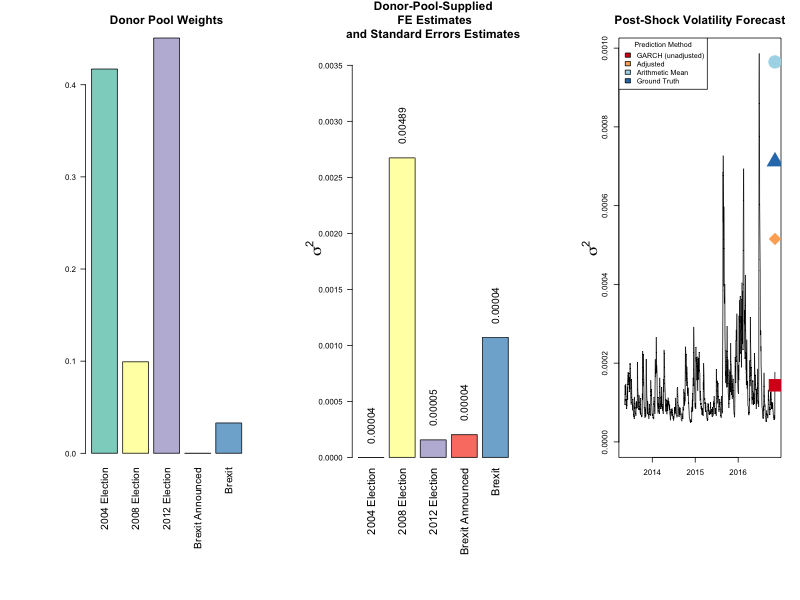 Donor Pool Weights
0.4
0.3
0.2
0.1
0.0
2004 Election
2008 Election
2012 Election
Brexit Announced
Brexit
Donor-Pool-Supplied
FE Estimates
and Standard Errors Estimates
σ²
0.0035
0.0030
0.0025
0.0020
0.0015
0.0010
0.0005
0.0000
0.00004
0.00489
0.00005
0.00004
0.00004
2004 Election
2008 Election
2012 Election
Brexit Announced
Brexit
Post-Shock Volatility Forecast
Prediction Method
GARCH (unadjusted)
Adjusted
Arithmetic Mean
Ground Truth
σ²
0.0010
0.0008
0.0006
0.0004
0.0002
0.0000
2014
2015
2016